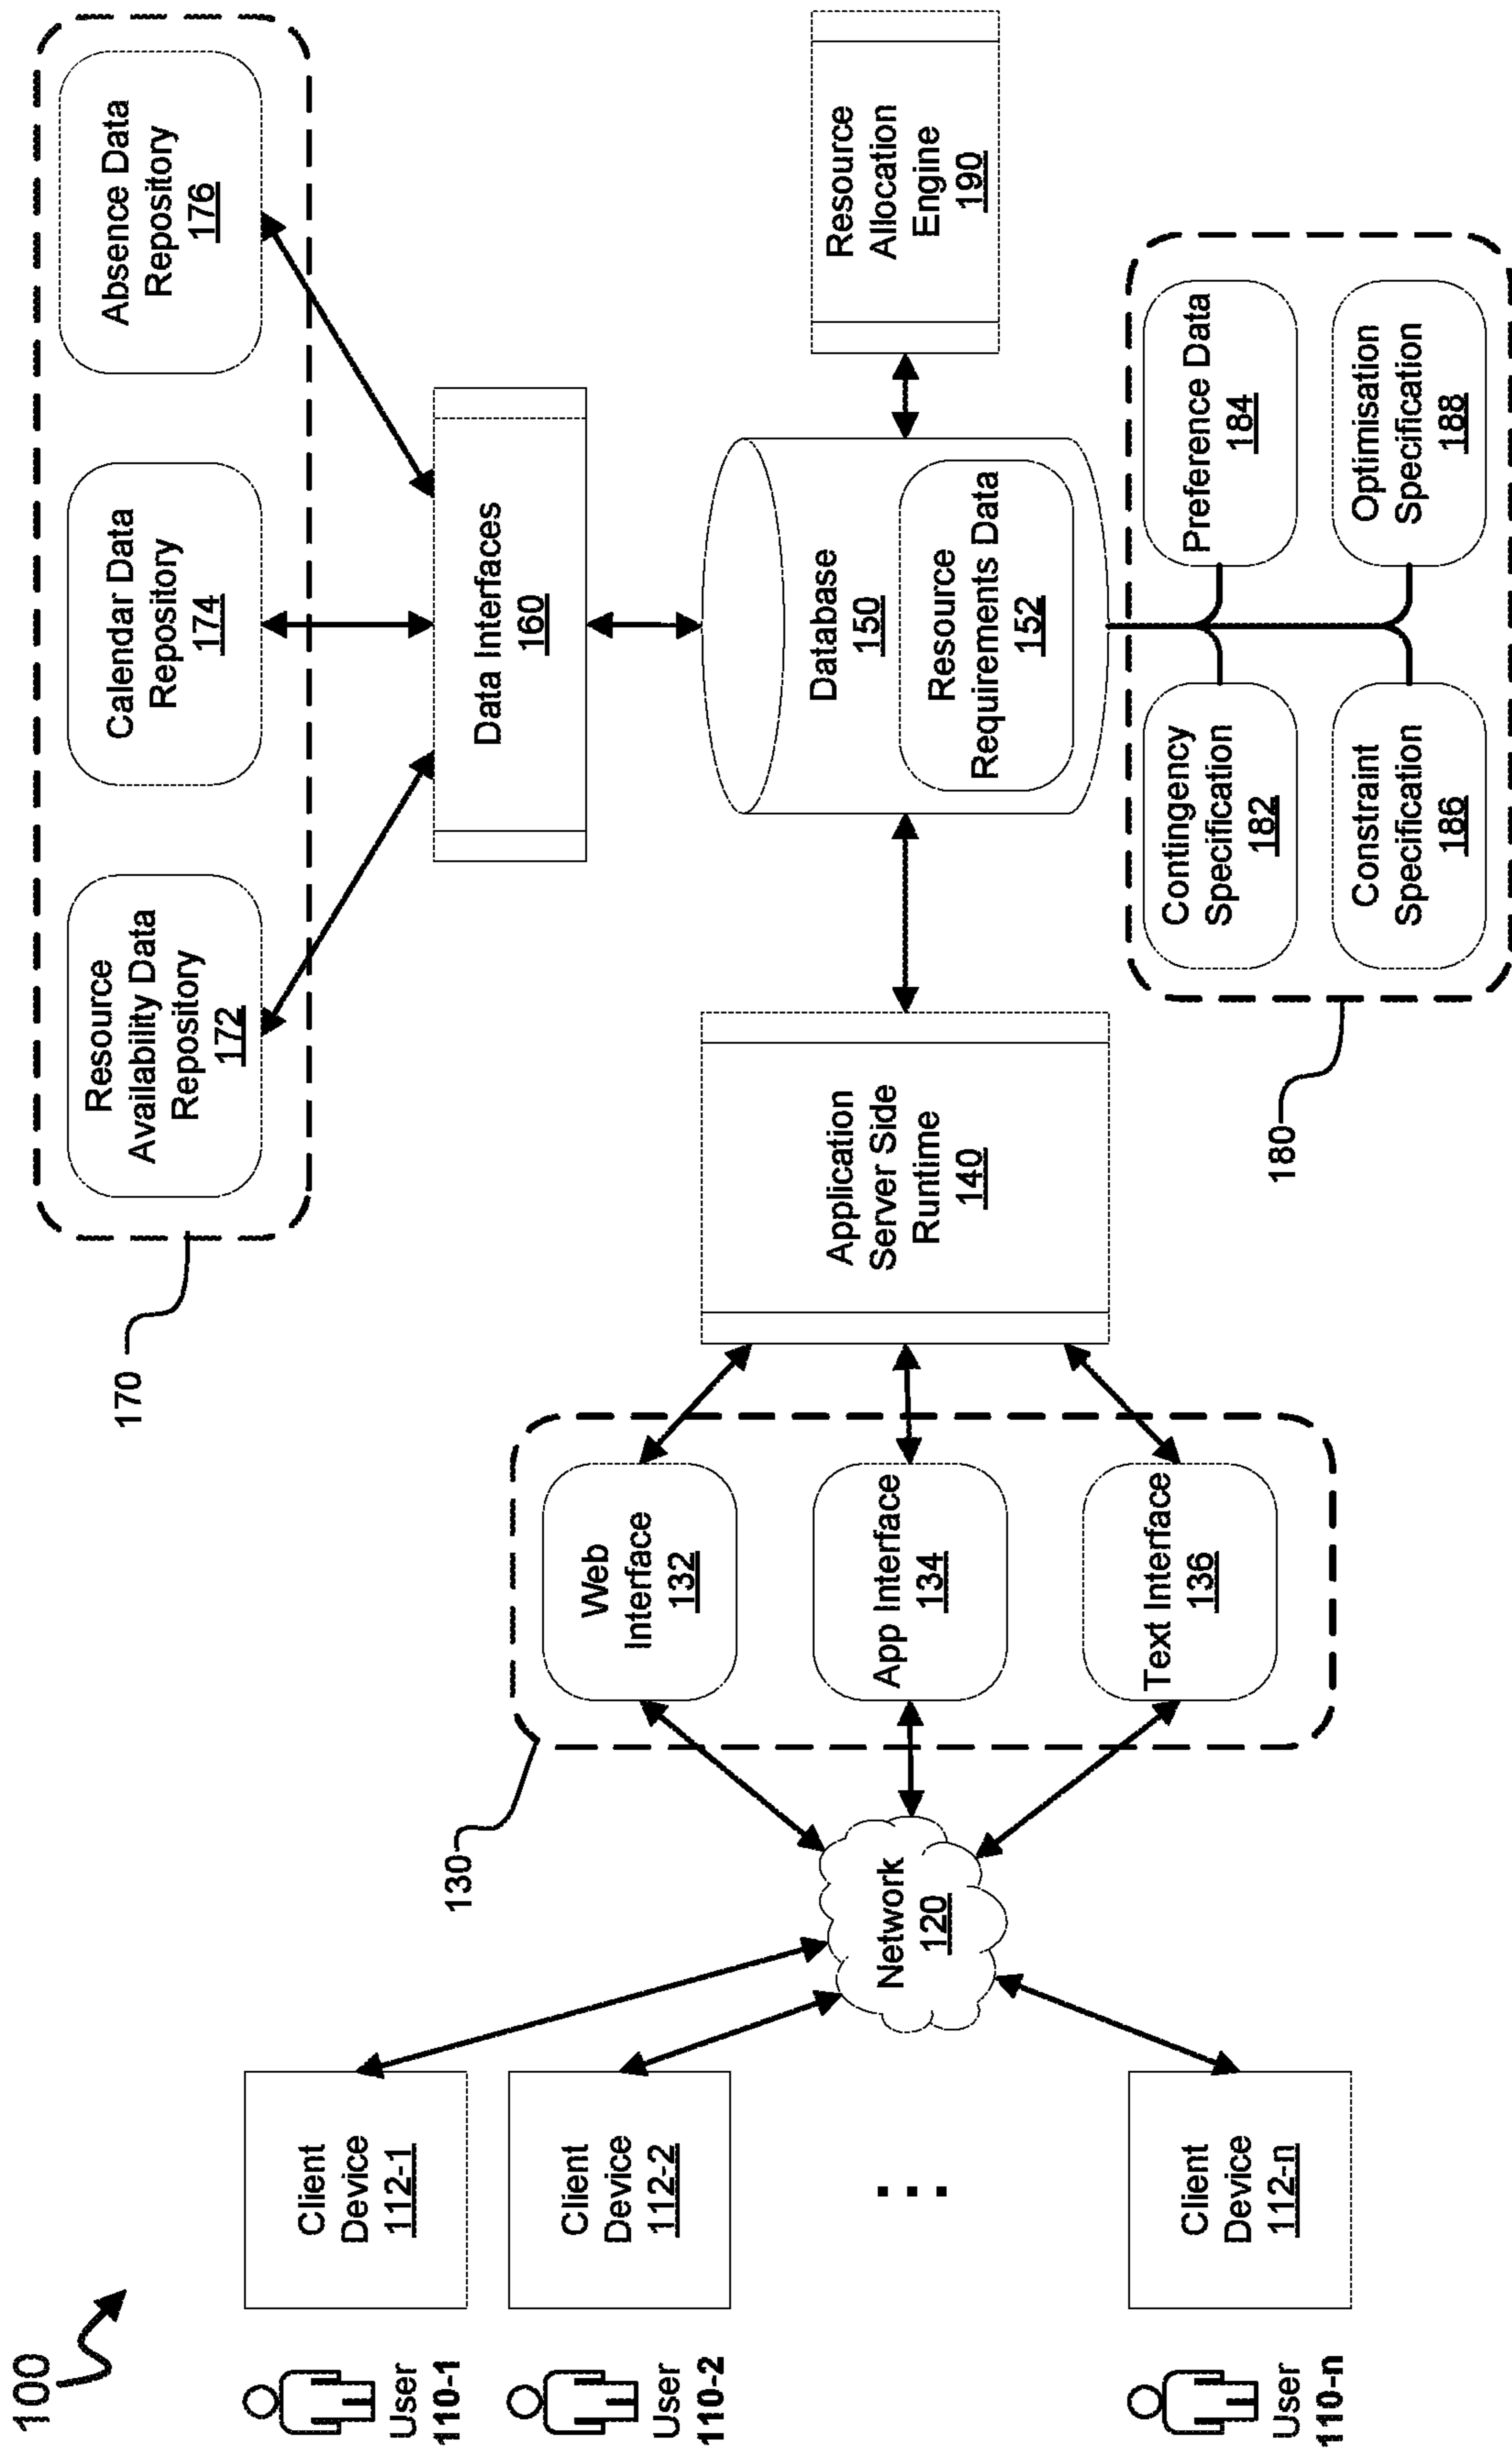 100
User
110-1
User
110-2
User
110-n
Client
Device
112-1
Client
Device
112-2
...
Client
Device
112-n
Network
120
130
Web
Interface
132
App Interface
134
Text Interface
136
Application
Server Side
Runtime
140
170
Resource
Availability Data
Repository
172
Calendar Data
Repository
174
Absence Data
Repository
176
Data Interfaces
160
Database
150
Resource
Requirements Data
152
Resource
Allocation
Engine
190
180
Contingency
Specification
182
Preference Data
184
Constraint
Specification
186
Optimisation
Specification
188